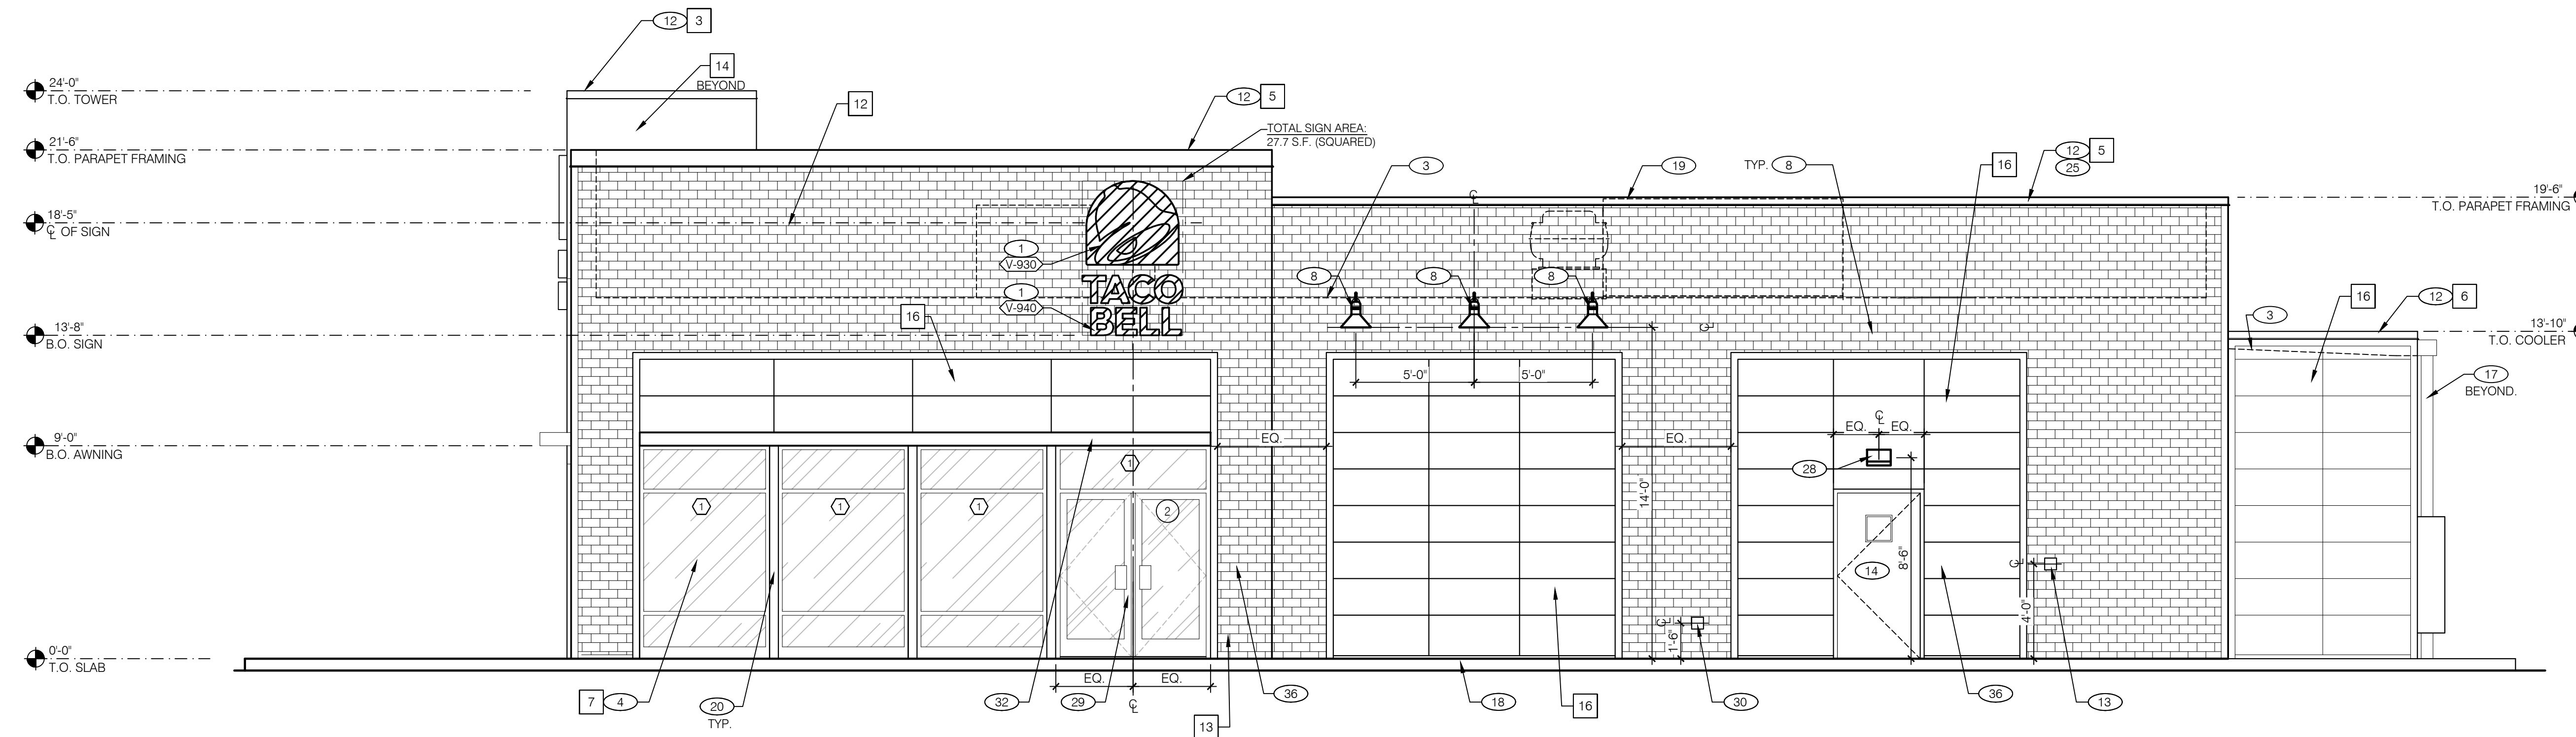 12 3
14
BEYOND
24'-0"
T.O. TOWER
12
12 5
21'-6"
T.O. PARAPET FRAMING
TOTAL SIGN AREA:
27.7 S.F. (SQUARED)
3
19
TYP. 8
16
12 5
25
19'-6"
T.O. PARAPET FRAMING
18'-5"
℄ OF SIGN
℄
1
V-930
1
V-940
TACO
BELL
8
8
8
℄
16
12 6
3
13'-10"
T.O. COOLER
13'-8"
B.O. SIGN
16
16
5'-0"
5'-0"
17
BEYOND.
9'-0"
B.O. AWNING
EQ.
EQ.
℄
EQ. EQ.
28
1
1
1
1
2
14'-0"
8'-6"
14
℄
4'-0"
℄
1'-6"
0'-0"
T.O. SLAB
EQ. EQ.
℄
7 4
20
TYP.
32
29
13
36
18
16
30
36
13